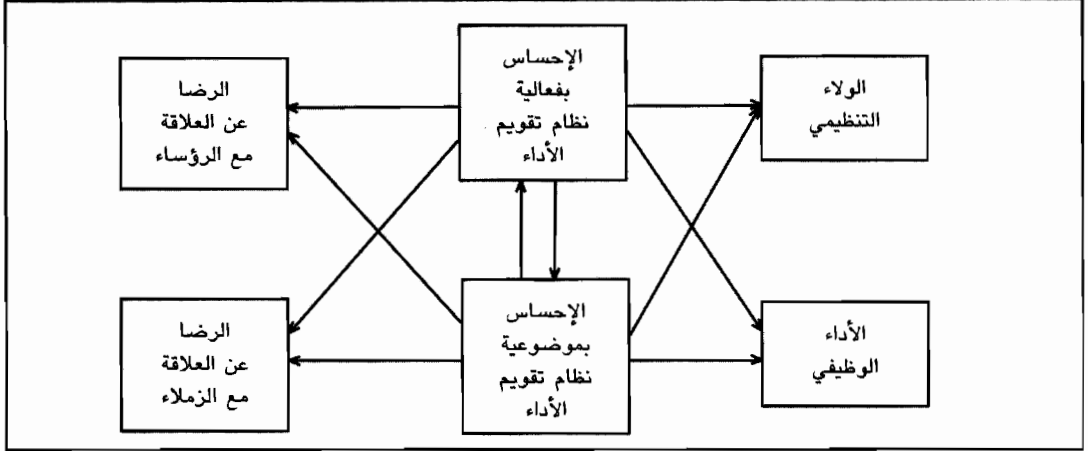 الإحساس
بفعالية
نظام تقويم
الأداء
الولاء
التنظيمي
الرضا
عن العلاقة
مع الرؤساء
الإحساس
بموضوعية
نظام تقويم
الأداء
الأداء
الوظيفي
الرضا
عن العلاقة
مع الزملاء